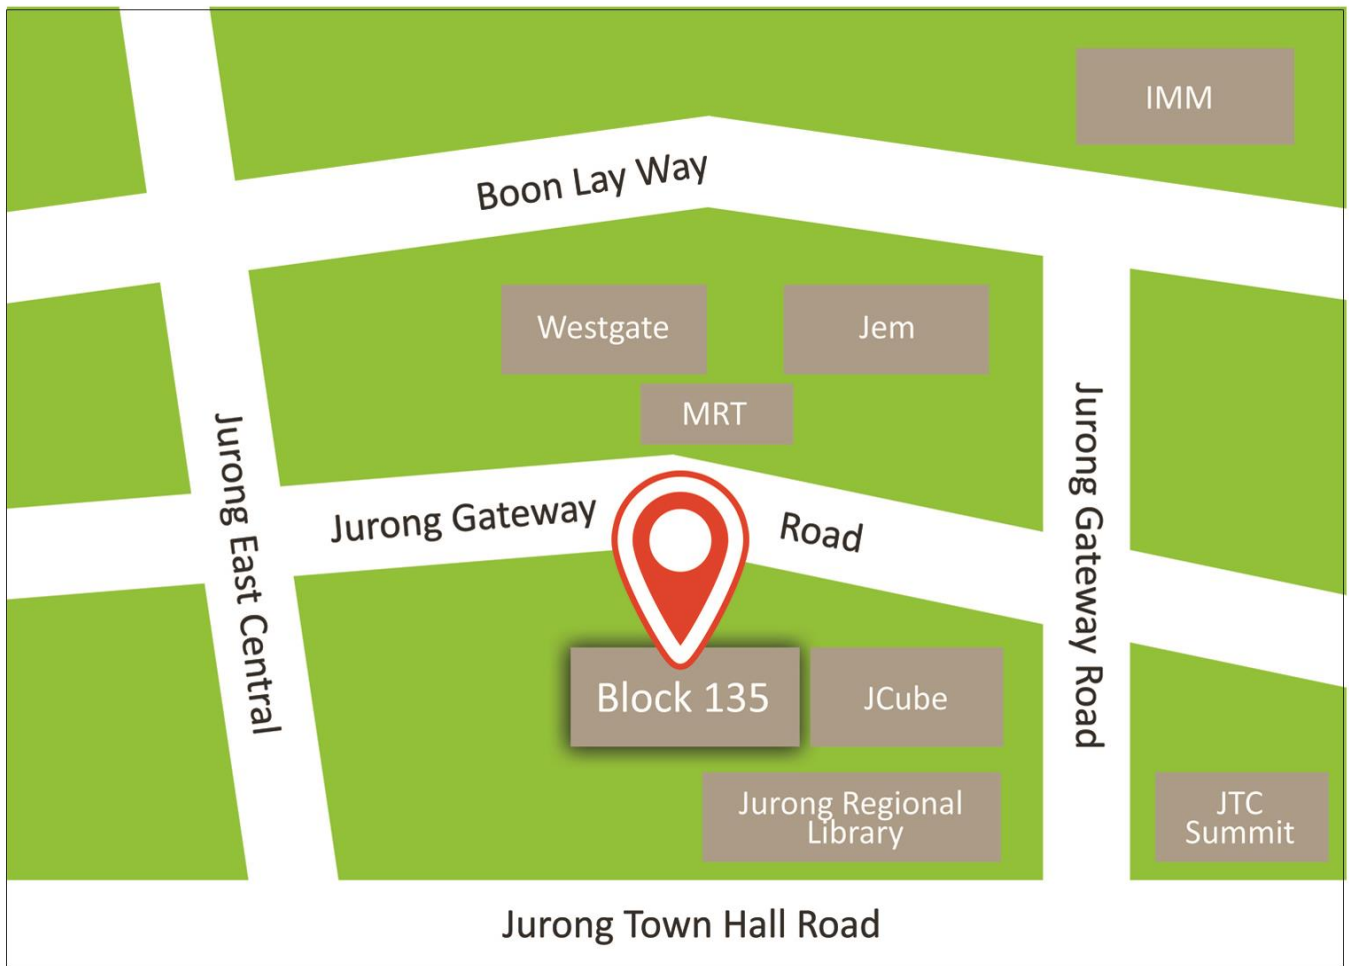 IMM
Boon Lay Way
Westgate
Jem
MRT
Jurong East Central
Jurong Gateway Road
Jurong Gateway Road
Block 135
JCube
Jurong Regional
Library
JTC
Summit
Jurong Town Hall Road